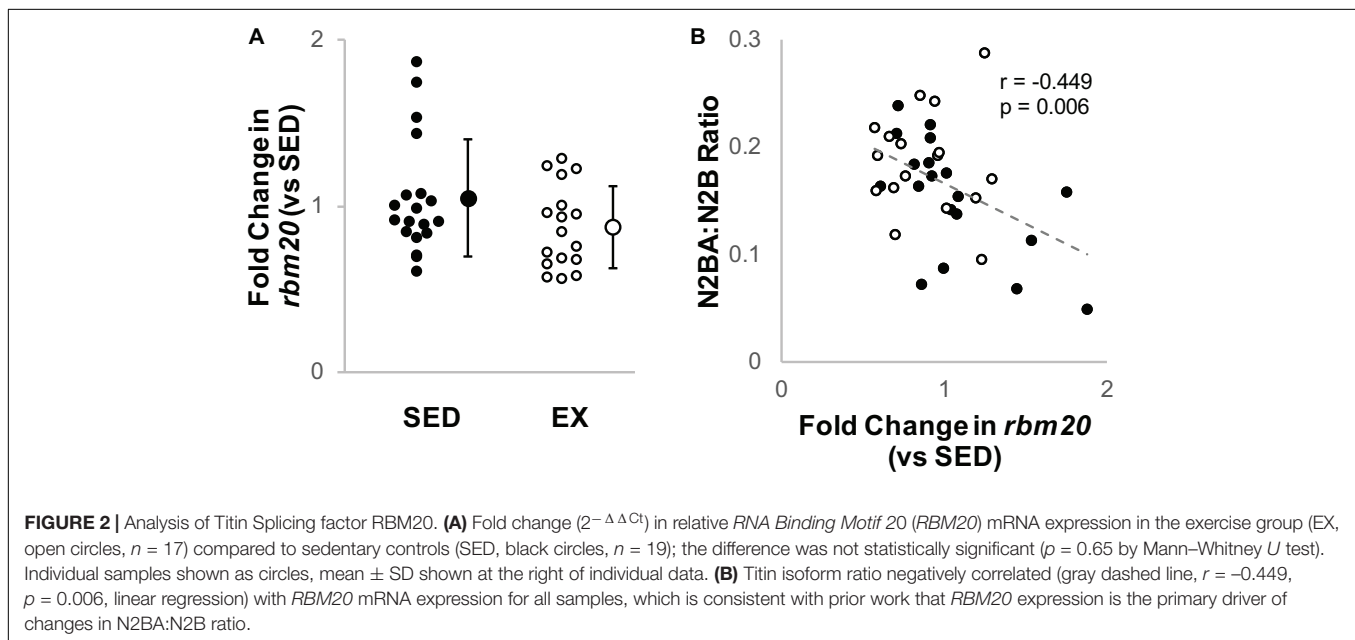 A
2
1
0
Fold Change in
rbm20 (vs SED)
SED
EX
B
0.3
0.2
0.1
0
N2BA:N2B Ratio
r = -0.449
p = 0.006
0
1
2
Fold Change in rbm20
(vs SED)
FIGURE 2 | Analysis of Titin Splicing factor RBM20. (A) Fold change (2− Δ Δ Ct) in relative RNA Binding Motif 20 (RBM20) mRNA expression in the exercise group (EX,
open circles, n = 17) compared to sedentary controls (SED, black circles, n = 19); the difference was not statistically significant (p = 0.65 by Mann–Whitney U test).
Individual samples shown as circles, mean ± SD shown at the right of individual data. (B) Titin isoform ratio negatively correlated (gray dashed line, r = –0.449,
p = 0.006, linear regression) with RBM20 mRNA expression for all samples, which is consistent with prior work that RBM20 expression is the primary driver of
changes in N2BA:N2B ratio.